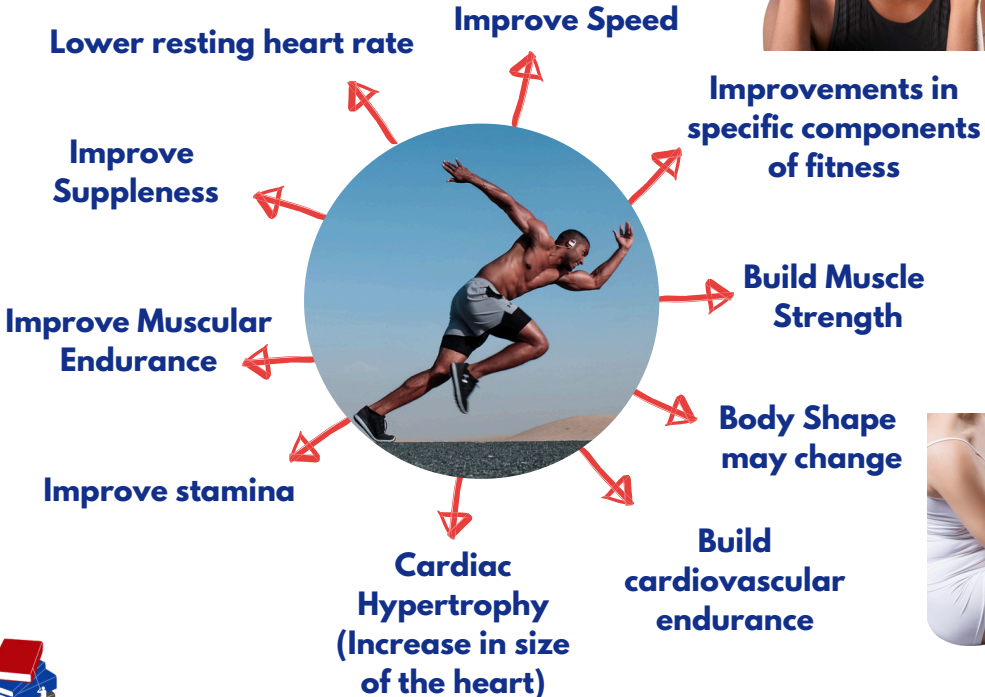 Improve Speed
Lower resting heart rate
Improvements in
specific components
of fitness
Improve
Suppleness
Build Muscle
Strength
Improve Muscular
Endurance
Body Shape
may change
Improve stamina
Build
cardiovascular
endurance
Cardiac
Hypertrophy
(Increase in size
of the heart)